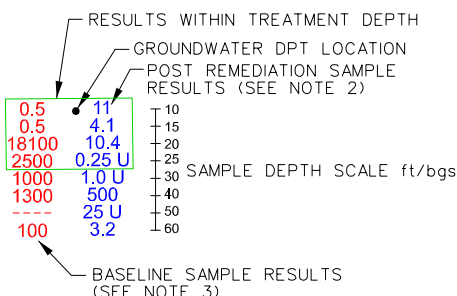 RESULTS WITHIN TREATMENT DEPTH
GROUNDWATER DPT LOCATION
POST REMEDIATION SAMPLE
RESULTS (SEE NOTE 2)
0.5 11 10
0.5 4.1 15
18100 10.4 20
2500 0.25 U 25
SAMPLE DEPTH SCALE ft/bgs
1000 1.0 U 30
1300 500 40
---- 25 U 50
100 3.2 60
BASELINE SAMPLE RESULTS
(SEE NOTE 3)